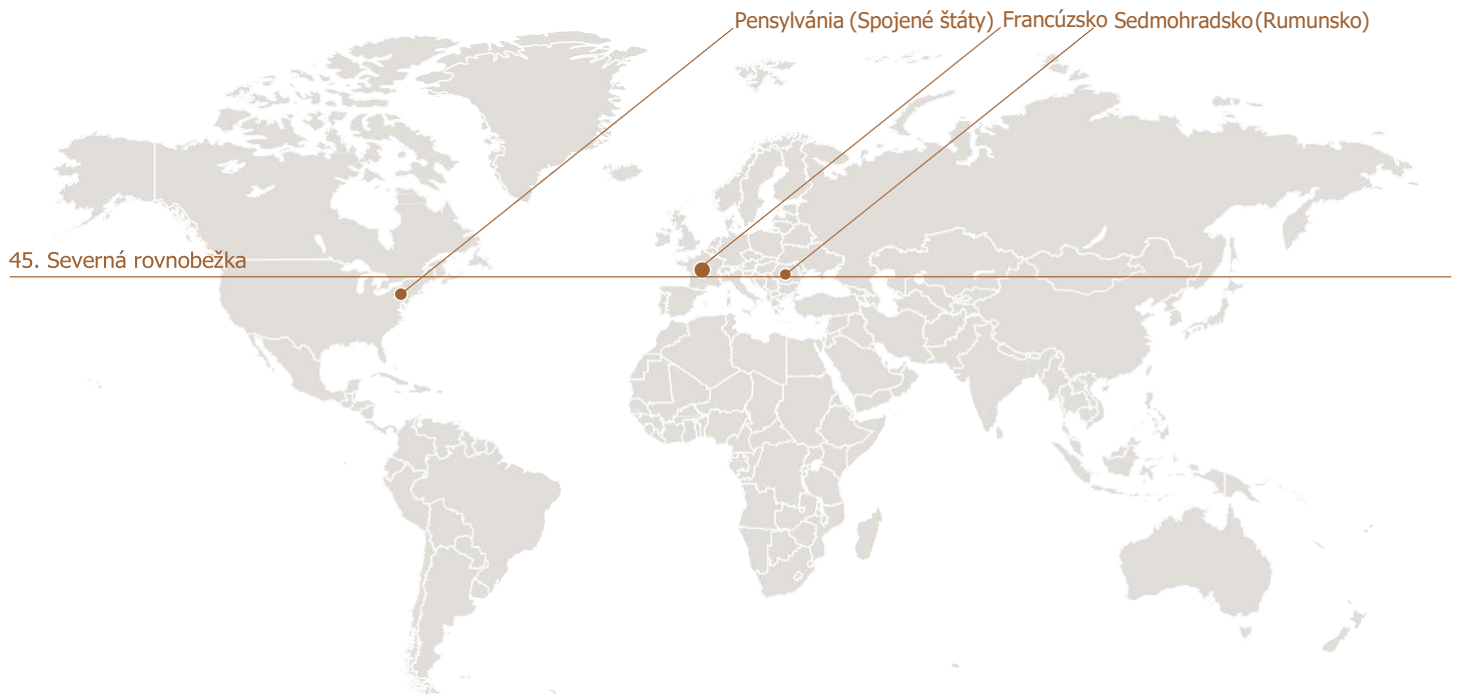 Pensylvánia (Spojené štáty) Francúzsko Sedmohradsko(Rumunsko)
45. Severná rovnobežka